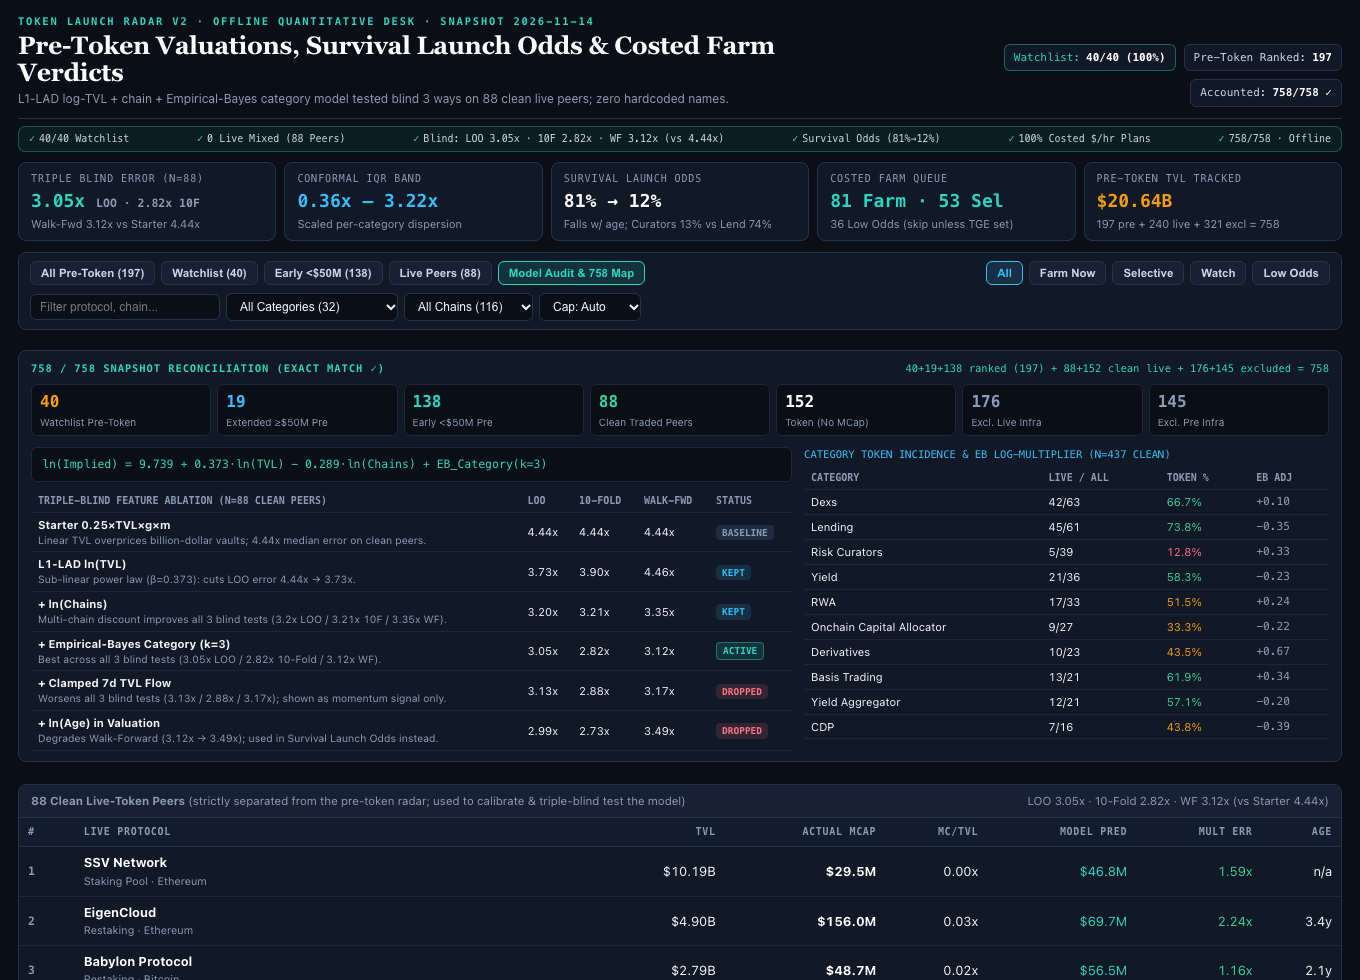 TOKEN LAUNCH RADAR V2 · OFFLINE QUANTITATIVE DESK · SNAPSHOT 2026-11-14
Pre-Token Valuations, Survival Launch Odds & Costed Farm
Verdicts
L1-LAD log-TVL + chain + Empirical-Bayes category model tested blind 3 ways on 88 clean live peers; zero hardcoded names.
Watchlist: 40/40 (100%)
Pre-Token Ranked: 197
Accounted: 758/758 ✓
✓ 40/40 Watchlist
✓ 0 Live Mixed (88 Peers)
✓ Blind: LOO 3.05x · 10F 2.82x · WF 3.12x (vs 4.44x)
✓ Survival Odds (81%→12%)
✓ 100% Costed $/hr Plans
✓ 758/758 · Offline
TRIPLE BLIND ERROR (N=88)
3.05x LOO · 2.82x 10F
Walk-Fwd 3.12x vs Starter 4.44x
CONFORMAL IQR BAND
0.36x – 3.22x
Scaled per-category dispersion
SURVIVAL LAUNCH ODDS
81% → 12%
Falls w/ age; Curators 13% vs Lend 74%
COSTED FARM QUEUE
81 Farm · 53 Sel
36 Low Odds (skip unless TGE set)
PRE-TOKEN TVL TRACKED
$20.64B
197 pre + 240 live + 321 excl = 758
All Pre-Token (197)
Watchlist (40)
Early <$50M (138)
Live Peers (88)
Model Audit & 758 Map
All
Farm Now
Selective
Watch
Low Odds
Filter protocol, chain...
All Categories (32)
All Chains (116)
Cap: Auto
758 / 758 SNAPSHOT RECONCILIATION (EXACT MATCH ✓)
40+19+138 ranked (197) + 88+152 clean live + 176+145 excluded = 758
40
Watchlist Pre-Token
19
Extended ≥$50M Pre
138
Early <$50M Pre
88
Clean Traded Peers
152
Token (No MCap)
176
Excl. Live Infra
145
Excl. Pre Infra
ln(Implied) = 9.739 + 0.373·ln(TVL) − 0.289·ln(Chains) + EB_Category(k=3)
TRIPLE-BLIND FEATURE ABLATION (N=88 CLEAN PEERS) LOO 10-FOLD WALK-FWD STATUS
Starter 0.25×TVL×g×m
Linear TVL overprices billion-dollar vaults; 4.44x median error on clean peers.
4.44x 4.44x 4.44x BASELINE
L1-LAD ln(TVL)
Sub-linear power law (β=0.373): cuts LOO error 4.44x → 3.73x.
3.73x 3.90x 4.46x KEPT
+ ln(Chains)
Multi-chain discount improves all 3 blind tests (3.2x LOO / 3.21x 10F / 3.35x WF).
3.20x 3.21x 3.35x KEPT
+ Empirical-Bayes Category (k=3)
Best across all 3 blind tests (3.05x LOO / 2.82x 10-Fold / 3.12x WF).
3.05x 2.82x 3.12x ACTIVE
+ Clamped 7d TVL Flow
Worsens all 3 blind tests (3.13x / 2.88x / 3.17x); shown as momentum signal only.
3.13x 2.88x 3.17x DROPPED
+ ln(Age) in Valuation
Degrades Walk-Forward (3.12x → 3.49x); used in Survival Launch Odds instead.
2.99x 2.73x 3.49x DROPPED
CATEGORY TOKEN INCIDENCE & EB LOG-MULTIPLIER (N=437 CLEAN)
CATEGORY LIVE / ALL TOKEN % EB ADJ
Dexs 42/63 66.7% +0.10
Lending 45/61 73.8% −0.35
Risk Curators 5/39 12.8% +0.33
Yield 21/36 58.3% −0.23
RWA 17/33 51.5% +0.24
Onchain Capital Allocator 9/27 33.3% −0.22
Derivatives 10/23 43.5% +0.67
Basis Trading 13/21 61.9% +0.34
Yield Aggregator 12/21 57.1% −0.20
CDP 7/16 43.8% −0.39
88 Clean Live-Token Peers (strictly separated from the pre-token radar; used to calibrate & triple-blind test the model)
LOO 3.05x · 10-Fold 2.82x · WF 3.12x (vs Starter 4.44x)
# LIVE PROTOCOL TVL ACTUAL MCAP MC/TVL MODEL PRED MULT ERR AGE
1 SSV Network $10.19B $29.5M 0.00x $46.8M 1.59x n/a
Staking Pool · Ethereum
2 EigenCloud $4.90B $156.0M 0.03x $69.7M 2.24x 3.4y
Restaking · Ethereum
3 Babylon Protocol $2.79B $48.7M 0.02x $56.5M 1.16x 2.1y
Restaking · Bitcoin